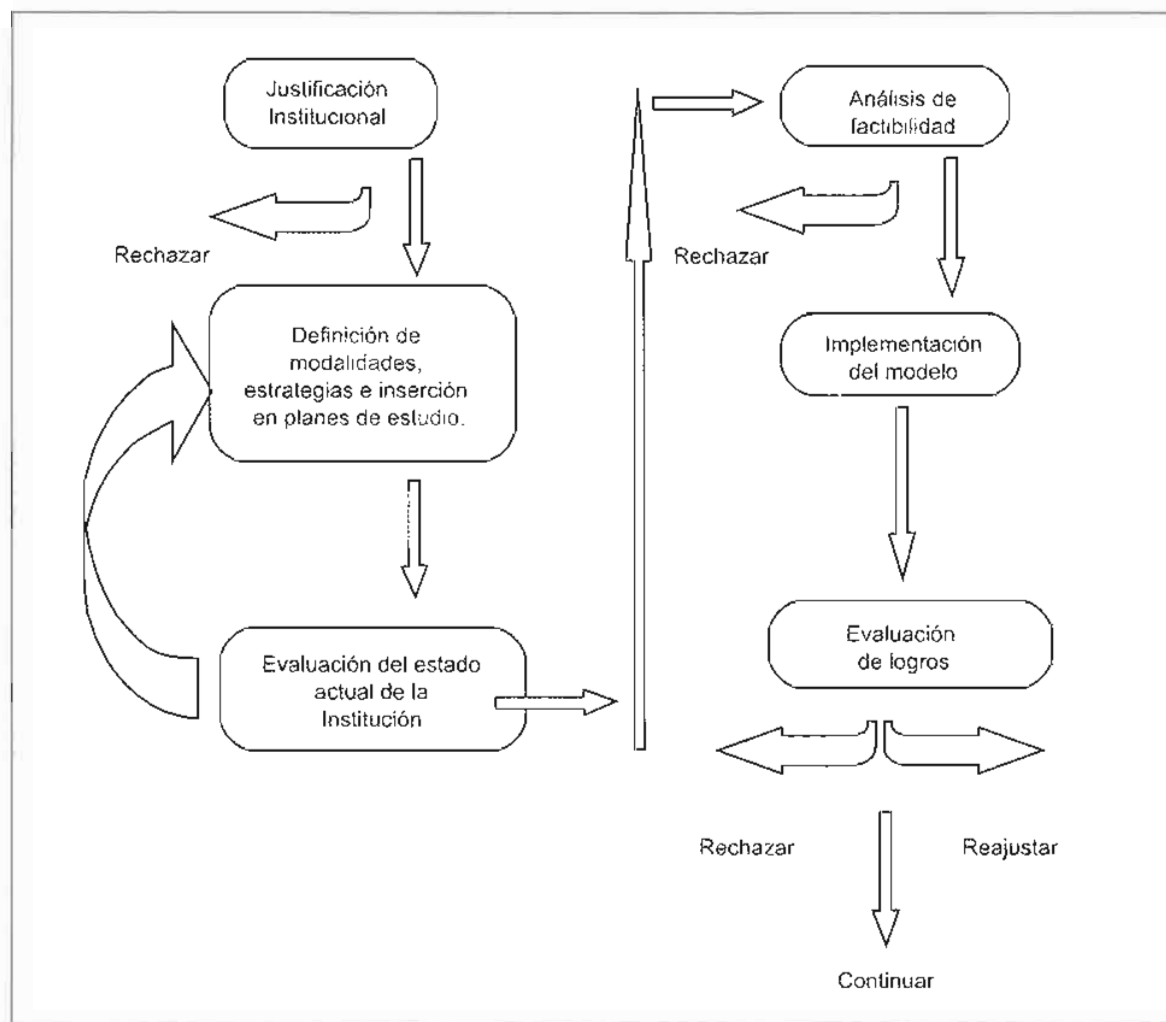 Justificación
Institucional
Rechazar
Definición de
modalidades,
estrategias e inserción
en planes de estudio.
Evaluación del estado
actual de la
Institución
Análisis de
factibilidad
Rechazar
Implementación
del modelo
Evaluación
de logros
Rechazar
Reajustar
Continuar